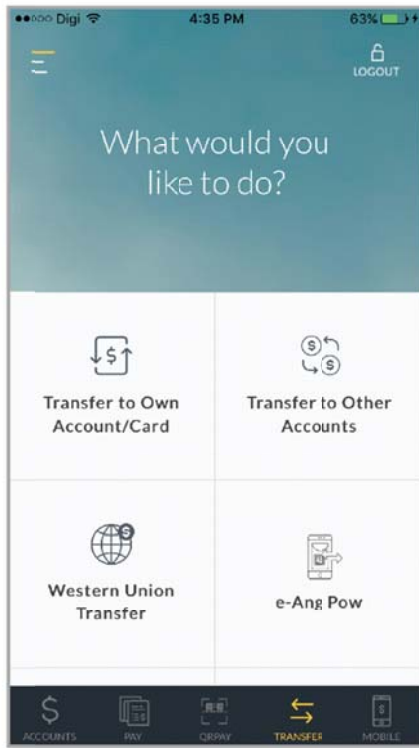 Digi 4:35 PM 63%
LOGOUT
What would you
like to do?
Transfer to Own
Account/Card
Transfer to Other
Accounts
Western Union
Transfer
e-Ang Pow
ACCOUNTS PAY QRPAY TRANSFER MOBILE